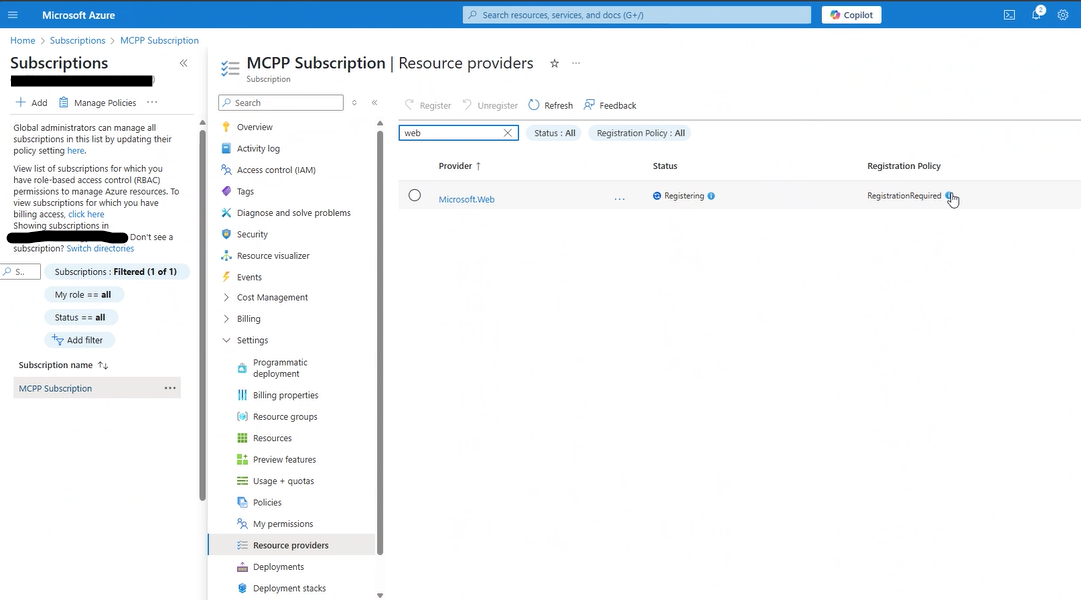 Microsoft Azure
Search resources, services, and docs (G+/)
Copilot
2
Home > Subscriptions > MCPP Subscription
Subscriptions
Add
Manage Policies
Global administrators can manage all
subscriptions in this list by updating their
policy setting here.
View list of subscriptions for which you
have role-based access control (RBAC)
permissions to manage Azure resources. To
view subscriptions for which you have
billing access, click here
Showing subscriptions in
Don't see a
subscription? Switch directories
S..
Subscriptions : Filtered (1 of 1)
My role == all
Status == all
Add filter
Subscription name ↑↓
MCPP Subscription
MCPP Subscription | Resource providers
Subscription
Search
Overview
Activity log
Access control (IAM)
Tags
Diagnose and solve problems
Security
Resource visualizer
Events
Cost Management
Billing
Settings
Programmatic
deployment
Billing properties
Resource groups
Resources
Preview features
Usage + quotas
Policies
My permissions
Resource providers
Deployments
Deployment stacks
Register
Unregister
Refresh
Feedback
web
Status : All
Registration Policy : All
Provider ↑
Status
Registration Policy
Microsoft.Web
Registering
RegistrationRequired